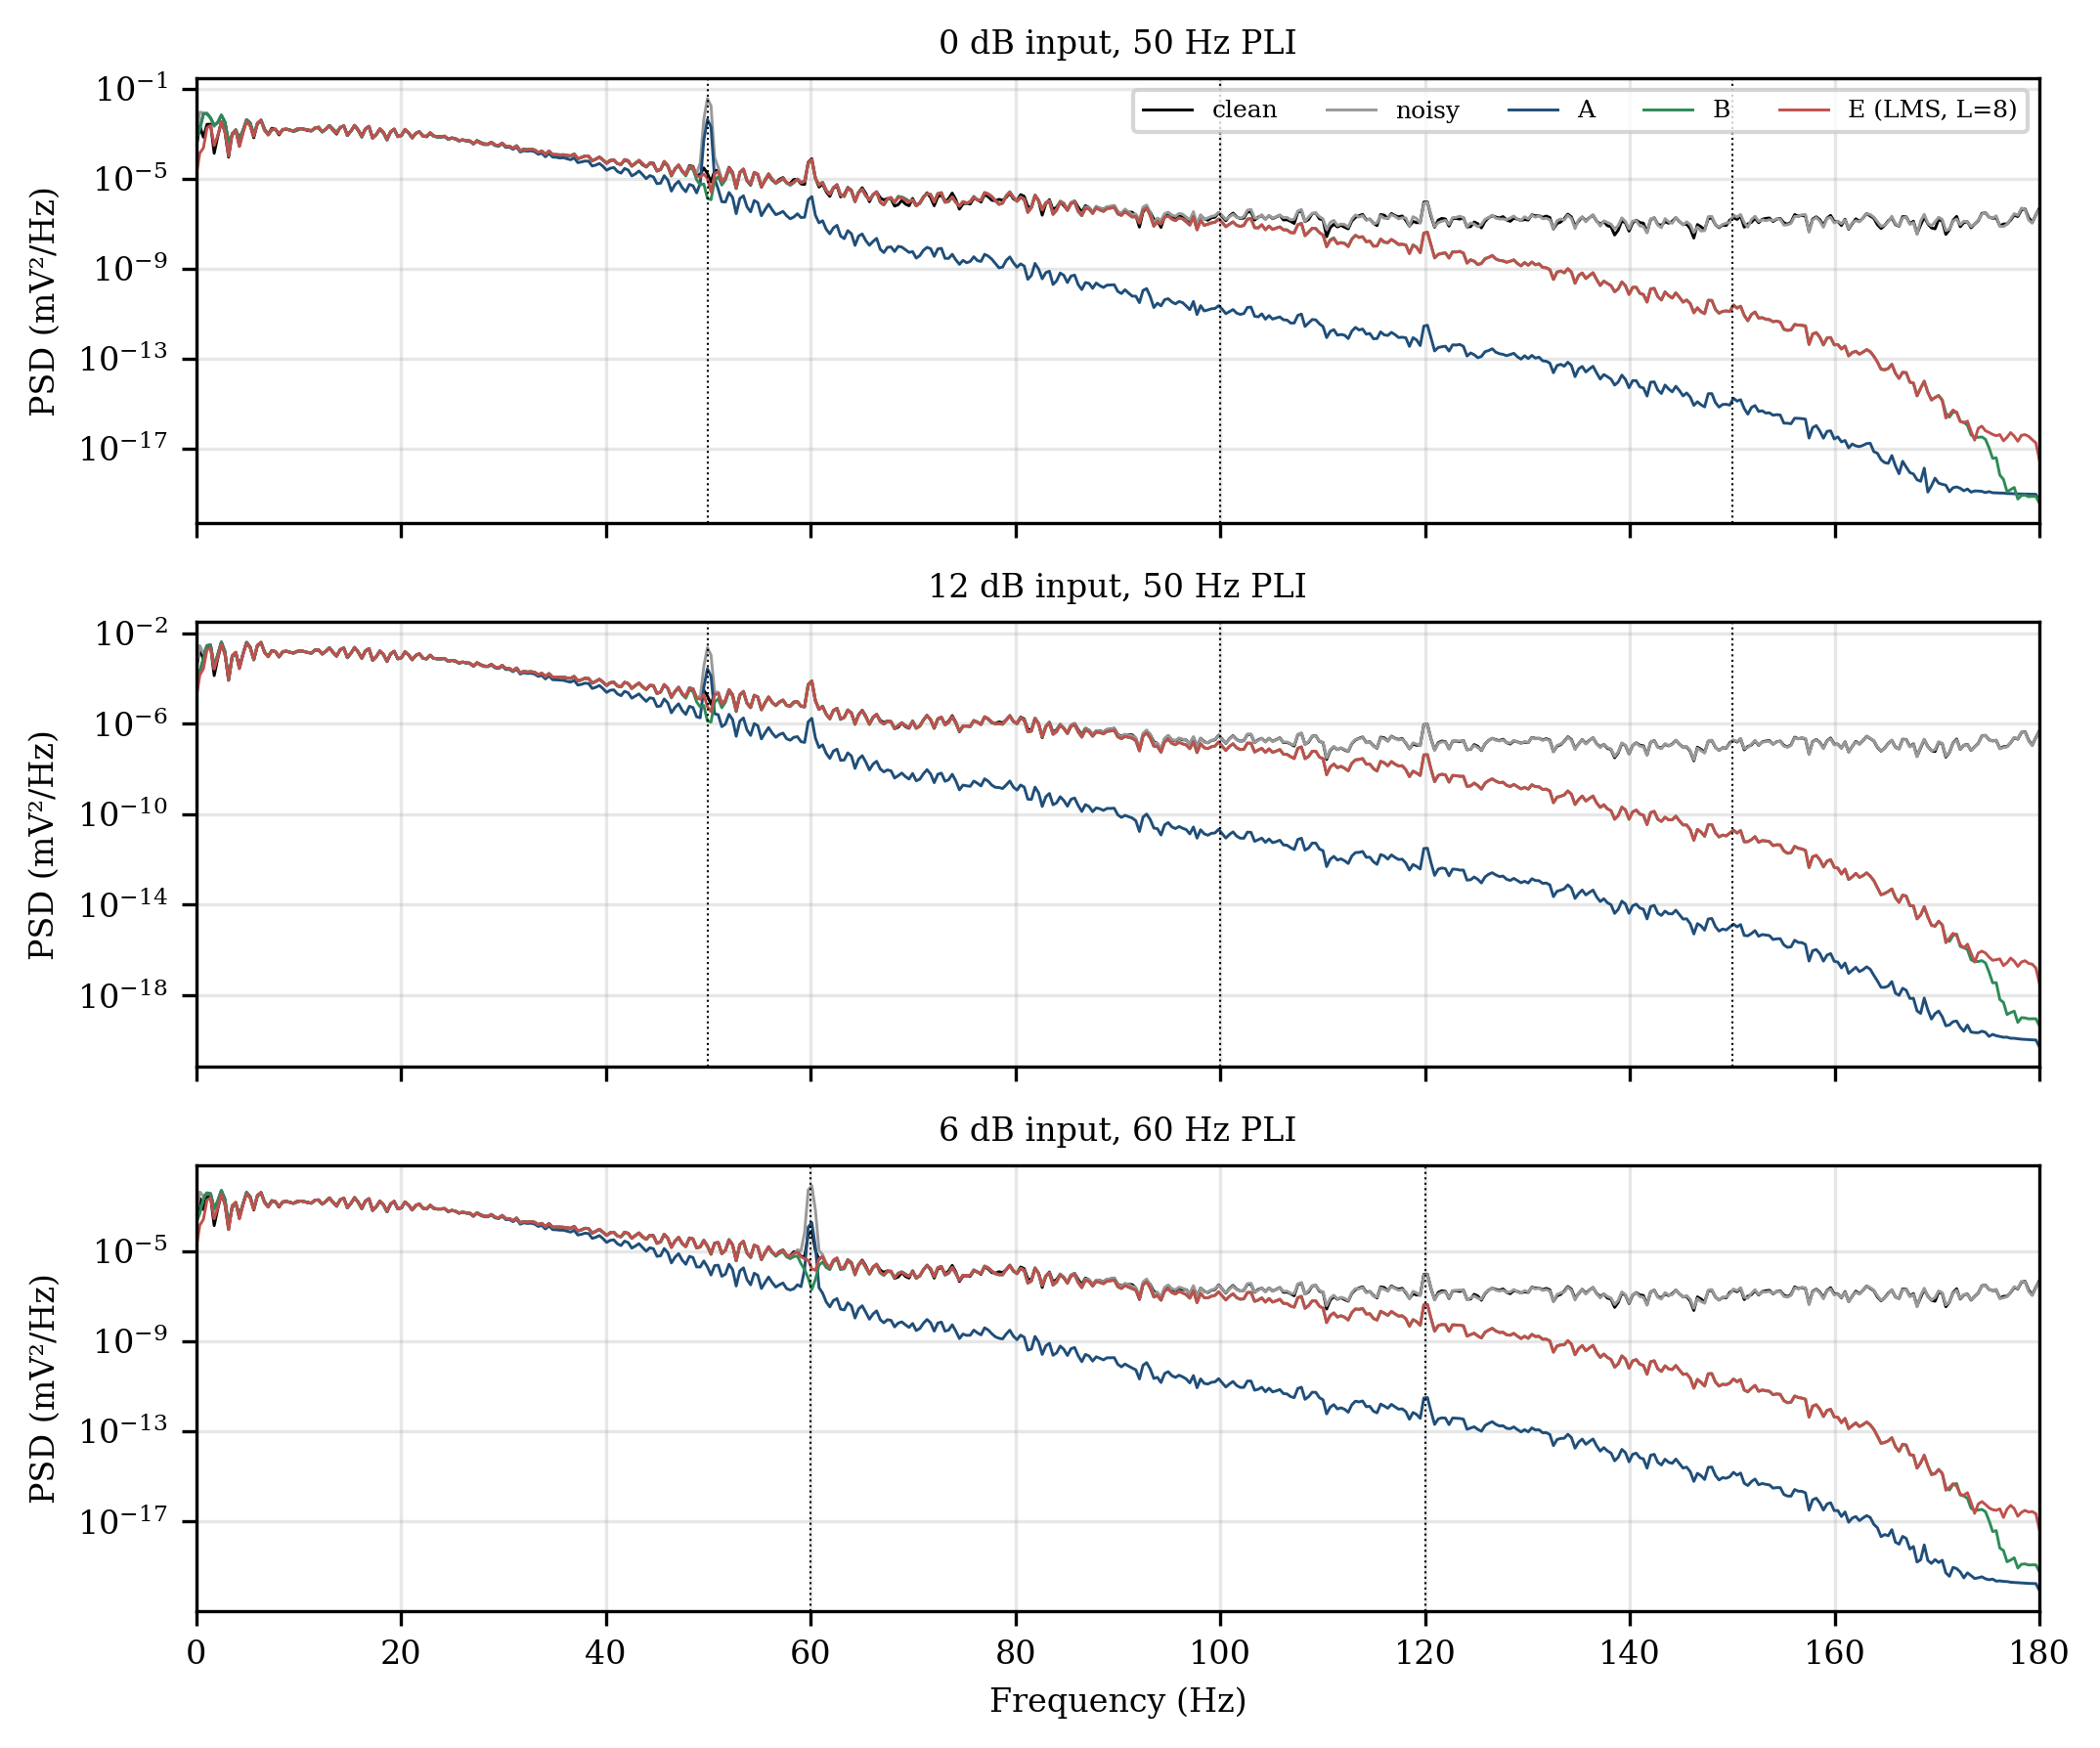 0 dB input, 50 Hz PLI
10⁻¹
10⁻⁵
10⁻⁹
10⁻¹³
10⁻¹⁷
PSD (mV²/Hz)
clean noisy A B E (LMS, L=8)
12 dB input, 50 Hz PLI
10⁻²
10⁻⁶
10⁻¹⁰
10⁻¹⁴
10⁻¹⁸
PSD (mV²/Hz)
6 dB input, 60 Hz PLI
10⁻⁵
10⁻⁹
10⁻¹³
10⁻¹⁷
PSD (mV²/Hz)
0 20 40 60 80 100 120 140 160 180
Frequency (Hz)